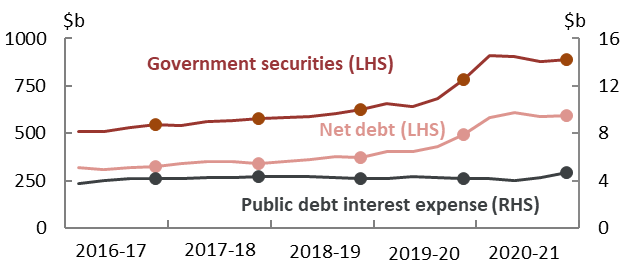 $b $b
1000 16
Government securities (LHS)
750 12
Net debt (LHS)
500 8
250 4
Public debt interest expense (RHS)
0 0
2016-17 2017-18 2018-19 2019-20 2020-21